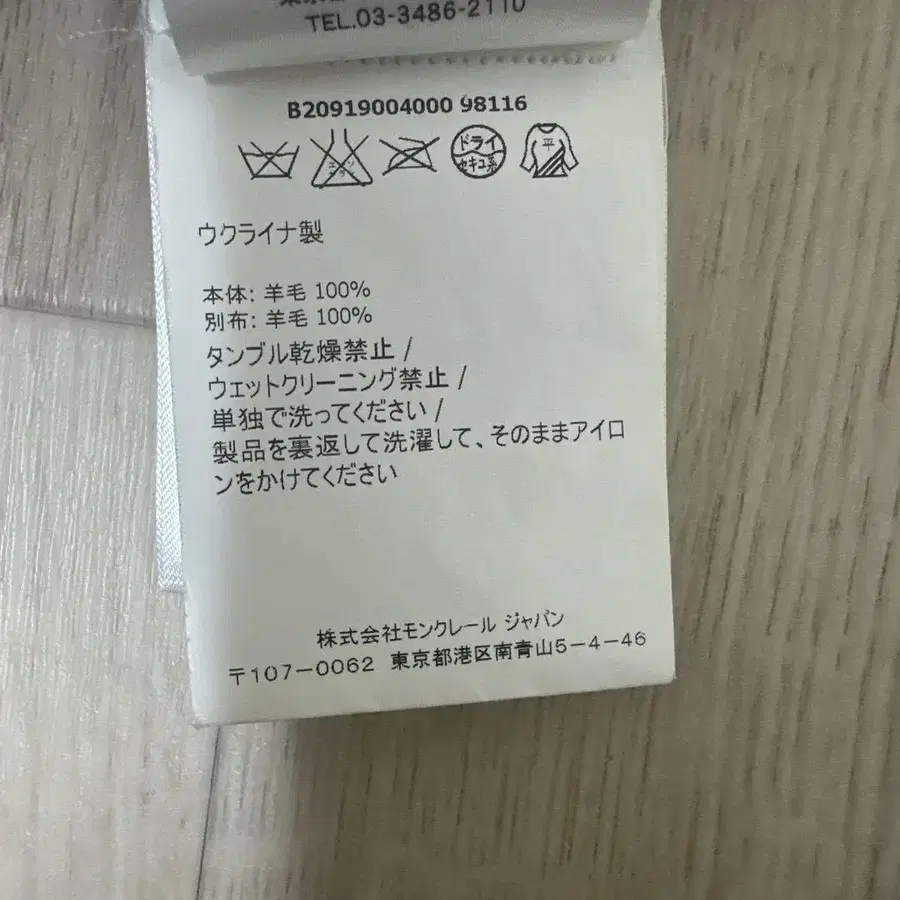 TEL.03-3486-2110
B20919004000 98116
ドライ
セキユ系
平
ウクライナ製
本体: 羊毛 100%
別布: 羊毛 100%
タンブル乾燥禁止 /
ウェットクリーニング禁止 /
単独で洗ってください /
製品を裏返して洗濯して、そのままアイロ
ンをかけてください
株式会社モンクレール ジャパン
〒107-0062 東京都港区南青山5-4-46